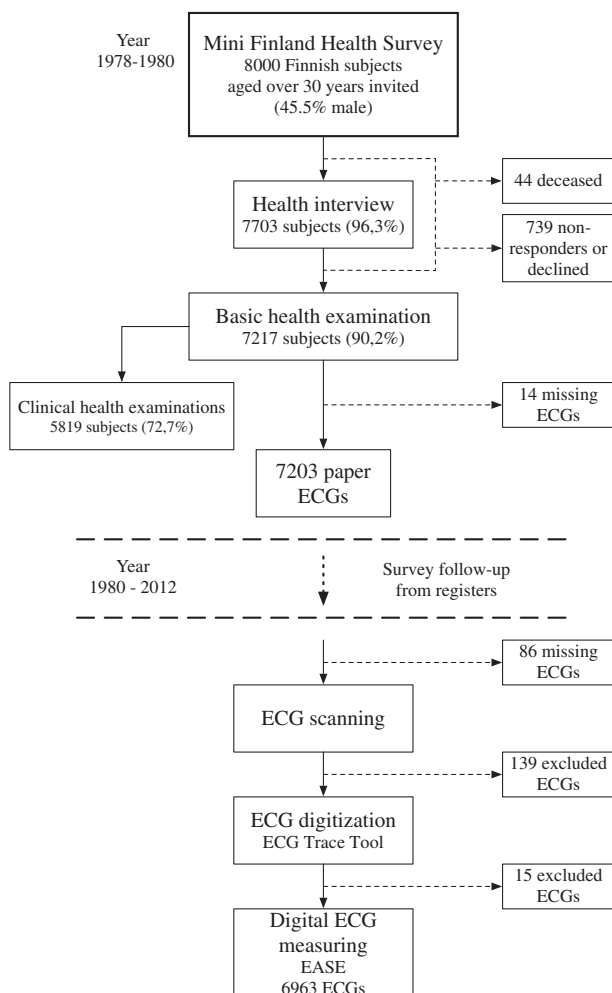 Year
1978-1980
Mini Finland Health Survey
8000 Finnish subjects
aged over 30 years invited
(45.5% male)
44 deceased
Health interview
7703 subjects (96,3%)
739 non-
responders or
declined
Basic health examination
7217 subjects (90,2%)
Clinical health examinations
5819 subjects (72,7%)
14 missing
ECGs
7203 paper
ECGs
Year
1980 - 2012
Survey follow-up
from registers
86 missing
ECGs
ECG scanning
139 excluded
ECGs
ECG digitization
ECG Trace Tool
15 excluded
ECGs
Digital ECG
measuring
EASE
6963 ECGs